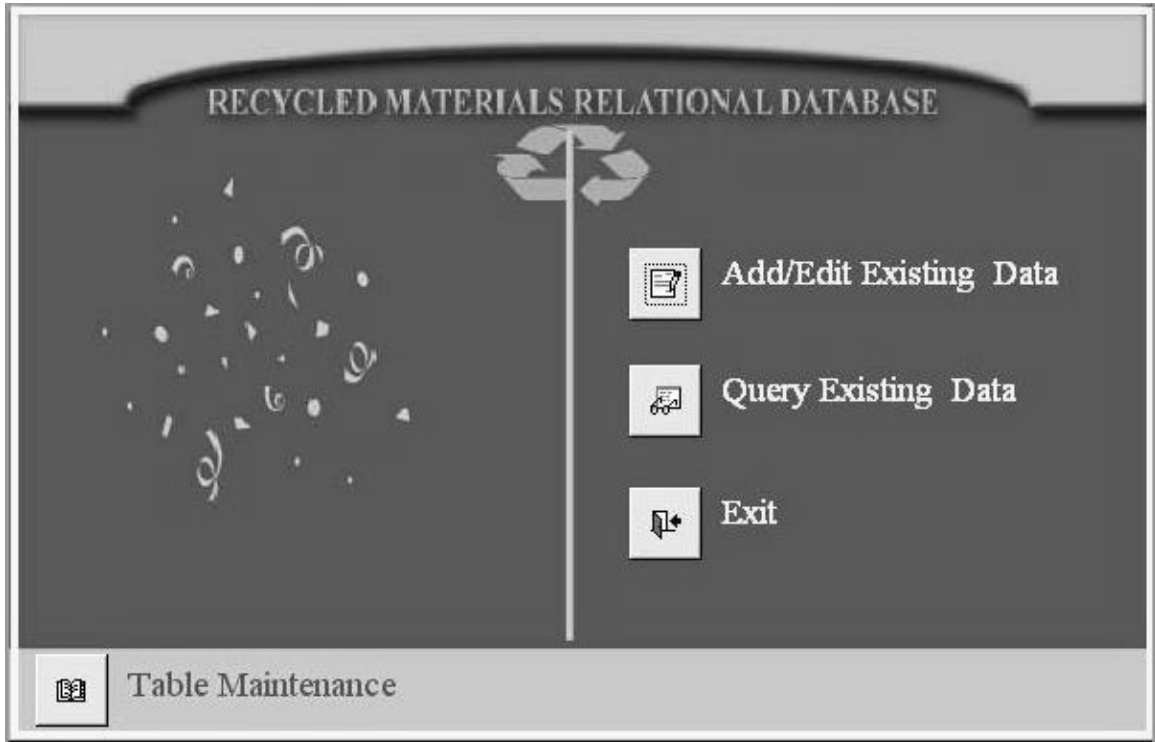 RECYCLED MATERIALS RELATIONAL DATABASE
Add/Edit Existing Data
Query Existing Data
Exit
Table Maintenance